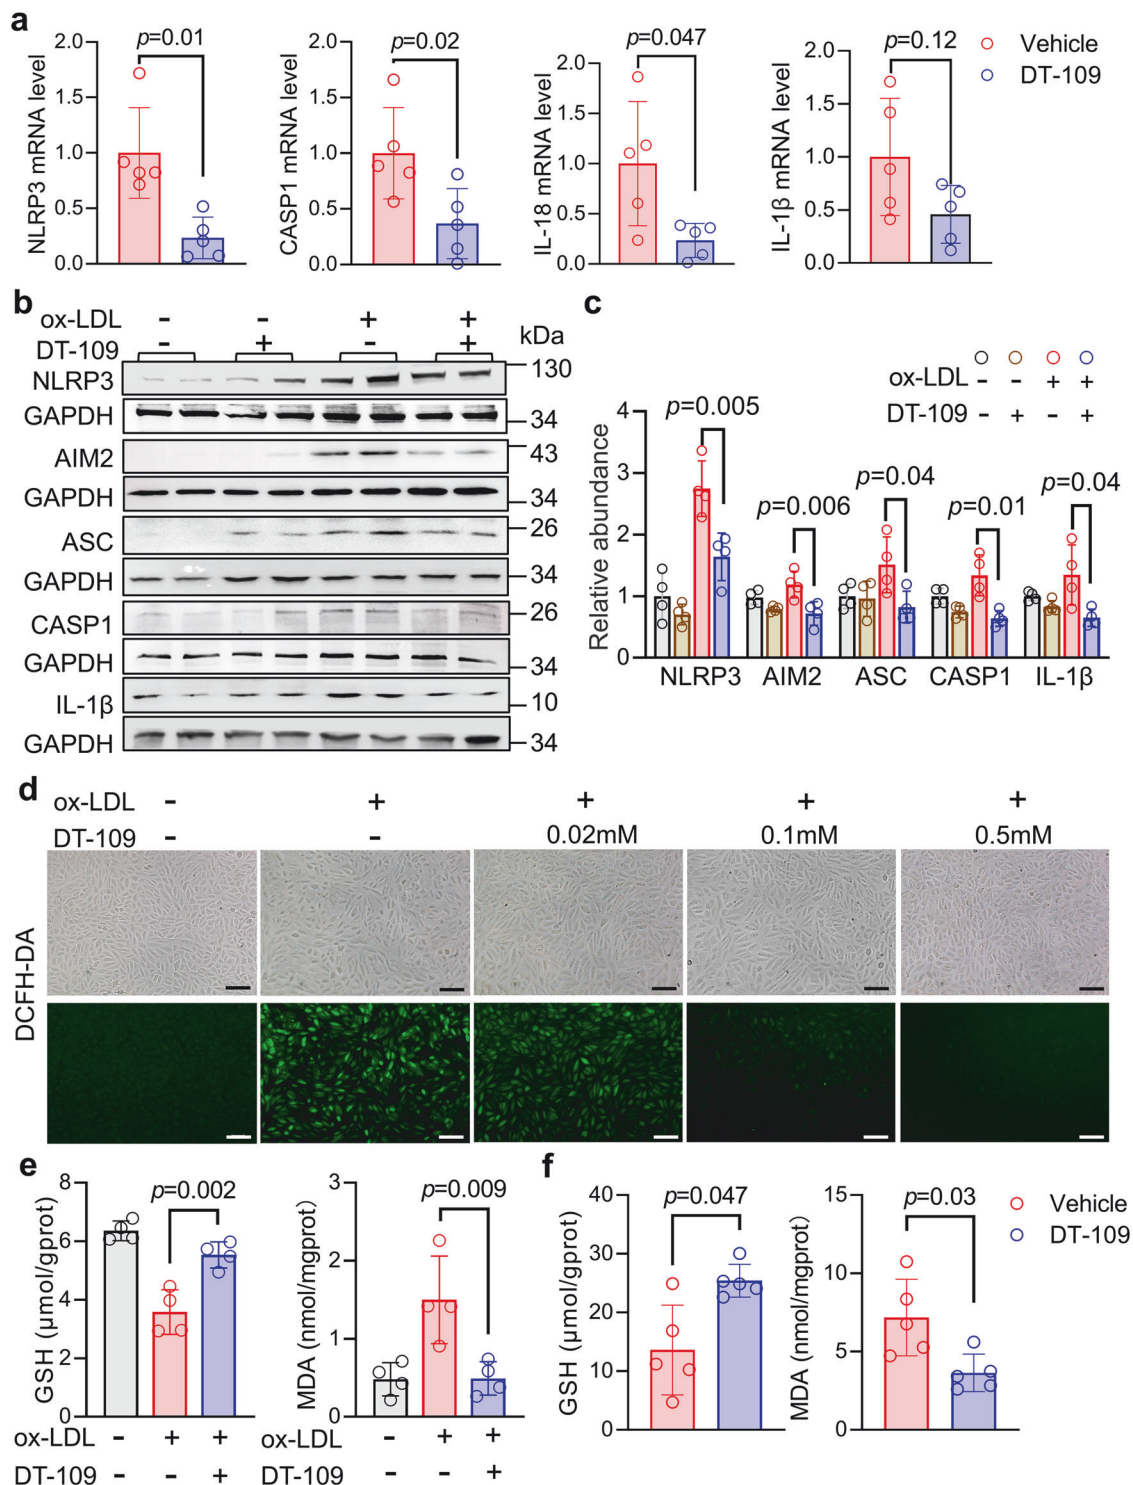 a
p=0.01
p=0.02
p=0.047
p=0.12
Vehicle
DT-109
NLRP3 mRNA level
2.0
1.5
1.0
0.5
0.0
CASP1 mRNA level
2.0
1.5
1.0
0.5
0.0
IL-18 mRNA level
2.0
1.5
1.0
0.5
0.0
IL-1β mRNA level
2.0
1.5
1.0
0.5
0.0
b
ox-LDL - - + +
DT-109 - + - +
kDa
NLRP3 130
GAPDH 34
AIM2 43
GAPDH 34
ASC 26
GAPDH 34
CASP1 26
GAPDH 34
IL-1β 10
GAPDH 34
c
ox-LDL - - + +
DT-109 - + - +
Relative abundance
4
3
2
1
0
p=0.005
p=0.006
p=0.04
p=0.01
p=0.04
NLRP3 AIM2 ASC CASP1 IL-1β
d
ox-LDL - + + + +
DT-109 - - 0.02mM 0.1mM 0.5mM
DCFH-DA
e
GSH (μmol/gprot)
8
6
4
2
0
p=0.002
ox-LDL - + +
DT-109 - - +
MDA (nmol/mgprot)
3
2
1
0
p=0.009
ox-LDL - + +
DT-109 - - +
f
GSH (μmol/gprot)
40
30
20
10
0
p=0.047
MDA (nmol/mgprot)
15
10
5
0
p=0.03
Vehicle
DT-109